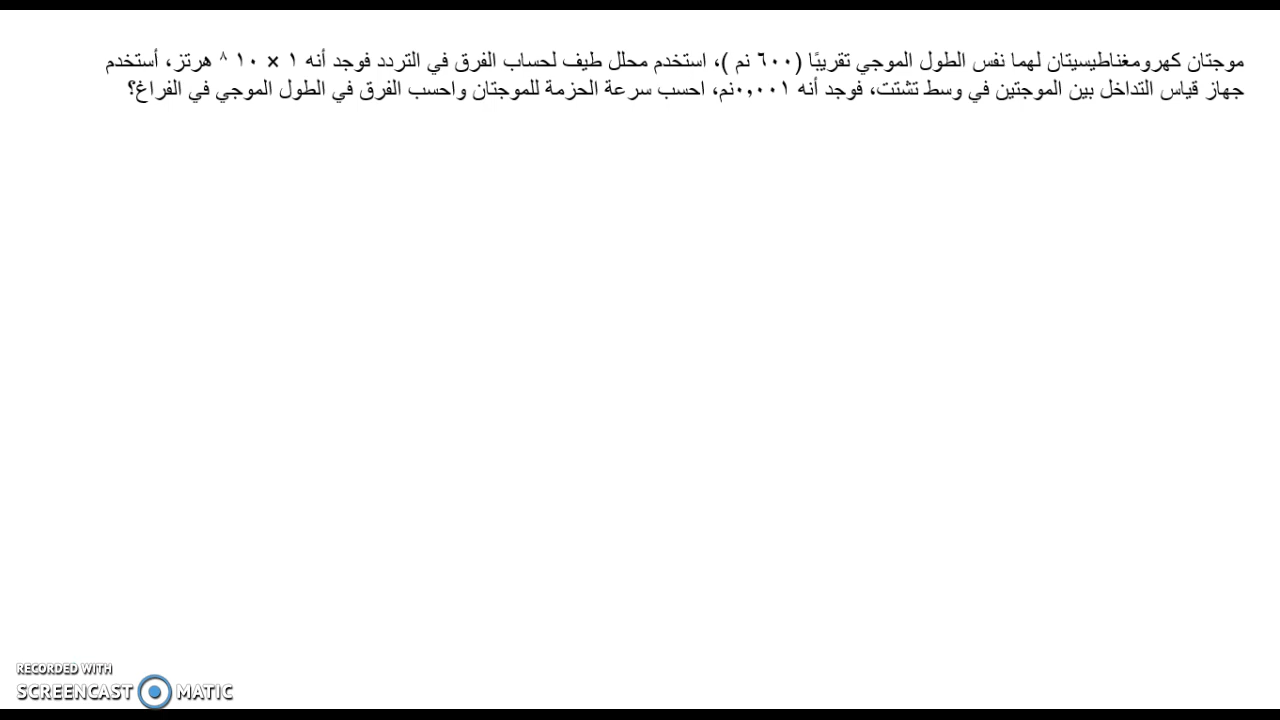 موجتان كهرومغناطيسيتان لهما نفس الطول الموجي تقريبًا (٦٠٠ نم )، استخدم محلل طيف لحساب الفرق في التردد فوجد أنه ١ × ١٠ ٨ هرتز، أستخدم
جهاز قياس التداخل بين الموجتين في وسط تشتت، فوجد أنه ٠,٠٠١نم، احسب سرعة الحزمة للموجتان واحسب الفرق في الطول الموجي في الفراغ؟
RECORDED WITH
SCREENCAST MATIC